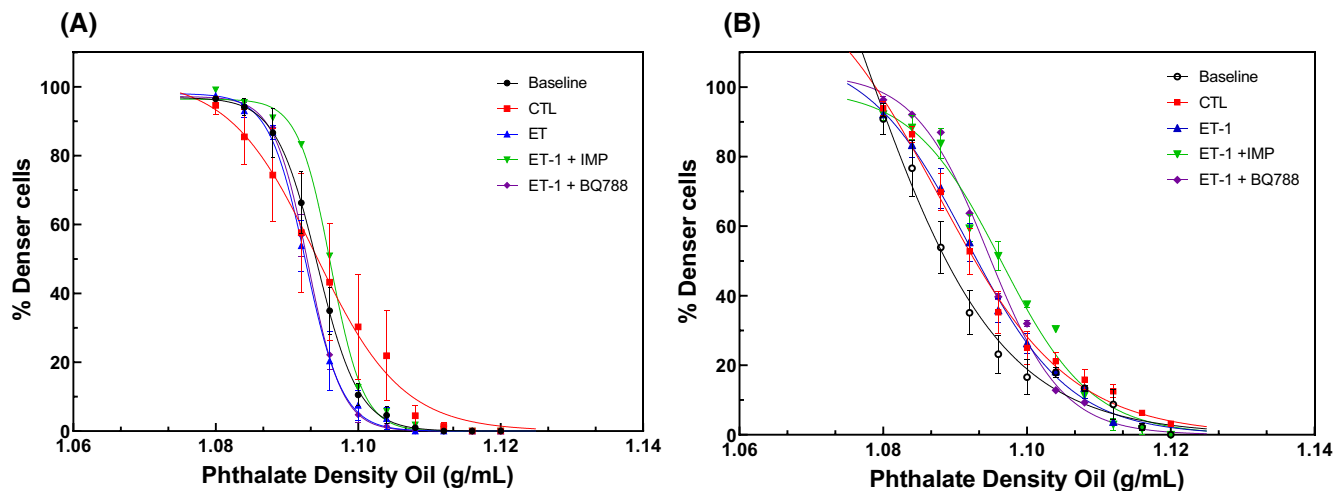 (A)
% Denser cells
100
80
60
40
20
0
1.06
1.08
1.10
1.12
1.14
Phthalate Density Oil (g/mL)
Baseline
CTL
ET
ET-1 + IMP
ET-1 + BQ788
(B)
% Denser cells
100
80
60
40
20
0
1.06
1.08
1.10
1.12
1.14
Phthalate Density Oil (g/mL)
Baseline
CTL
ET-1
ET-1 +IMP
ET-1 + BQ788